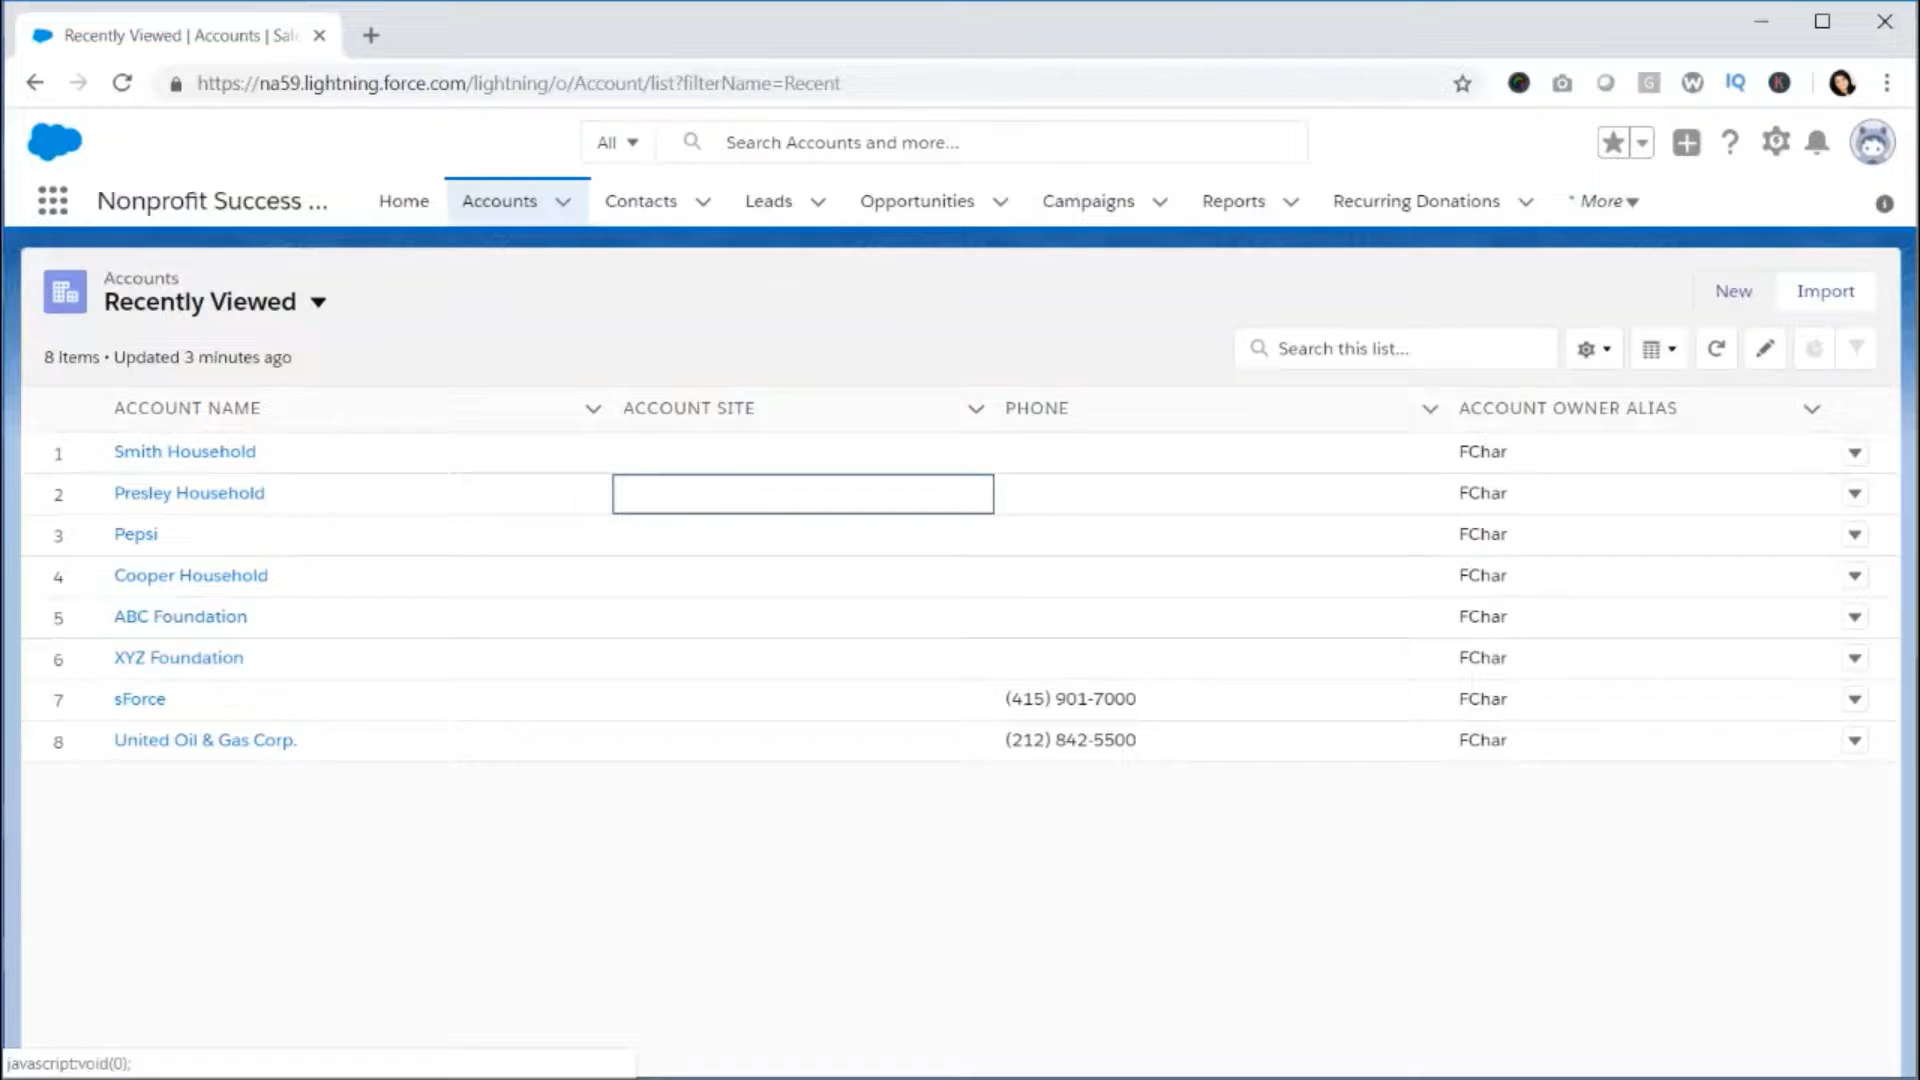 Recently Viewed | Accounts | Sale
https://na59.lightning.force.com/lightning/o/Account/list?filterName=Recent
G W IQ K
All Search Accounts and more...
Nonprofit Success ... Home Accounts Contacts Leads Opportunities Campaigns Reports Recurring Donations * More
Accounts
Recently Viewed
New Import
8 Items • Updated 3 minutes ago
Search this list...
ACCOUNT NAME ACCOUNT SITE PHONE ACCOUNT OWNER ALIAS
1 Smith Household FChar
2 Presley Household FChar
3 Pepsi FChar
4 Cooper Household FChar
5 ABC Foundation FChar
6 XYZ Foundation FChar
7 sForce (415) 901-7000 FChar
8 United Oil & Gas Corp. (212) 842-5500 FChar
javascript:void(0);